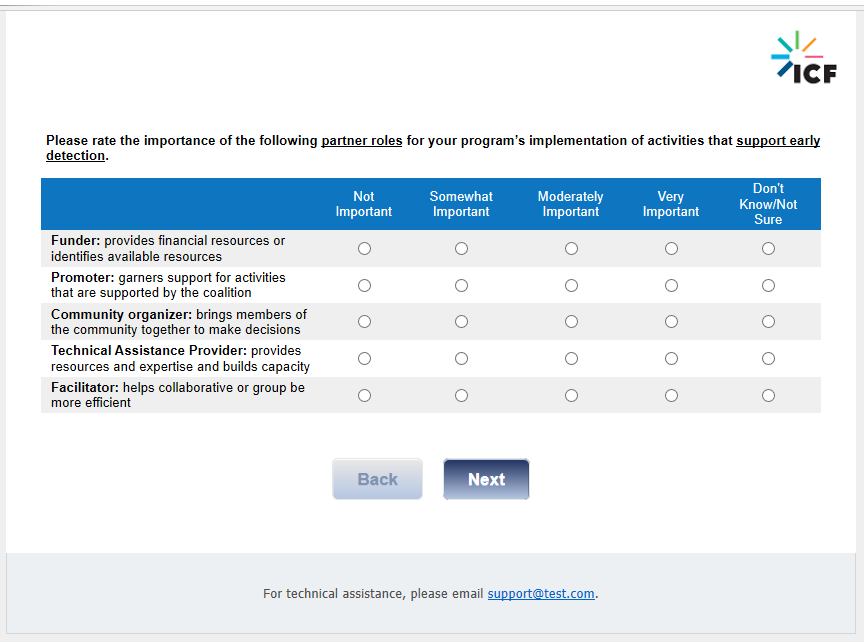 ICF
Please rate the importance of the following partner roles for your program's implementation of activities that support early
detection.
Not
Important
Somewhat
Important
Moderately
Important
Very
Important
Don't
Know/Not
Sure
Funder: provides financial resources or
identifies available resources
Promoter: garners support for activities
that are supported by the coalition
Community organizer: brings members of
the community together to make decisions
Technical Assistance Provider: provides
resources and expertise and builds capacity
Facilitator: helps collaborative or group be
more efficient
Back
Next
For technical assistance, please email support@test.com.